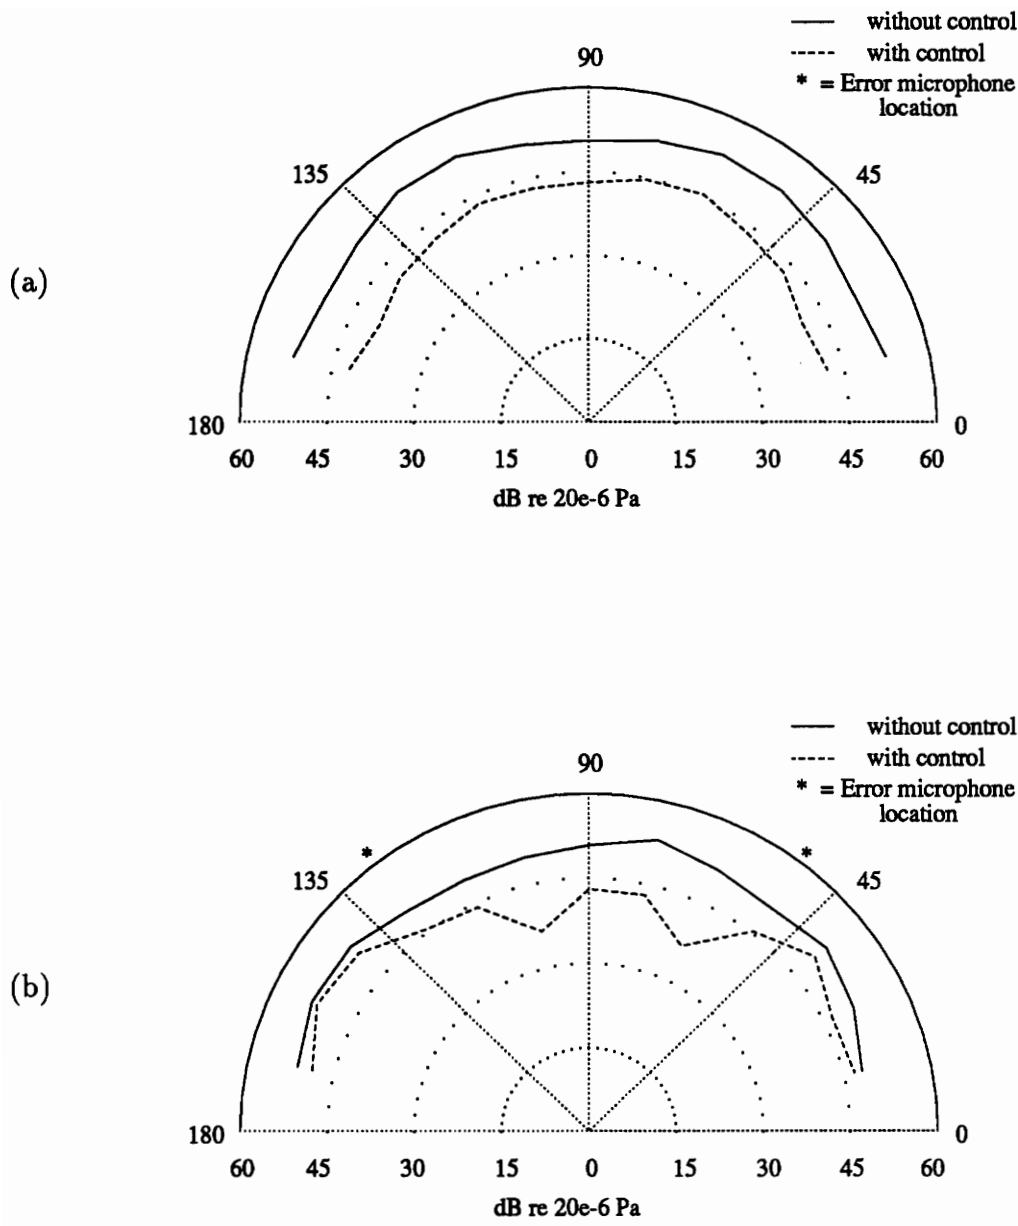 without control
with control
* = Error microphone
location
90
135
45
(a)
180
0
60 45 30 15 0 15 30 45 60
dB re 20e-6 Pa
without control
with control
* = Error microphone
location
90
*
*
135
45
(b)
180
0
60 45 30 15 0 15 30 45 60
dB re 20e-6 Pa